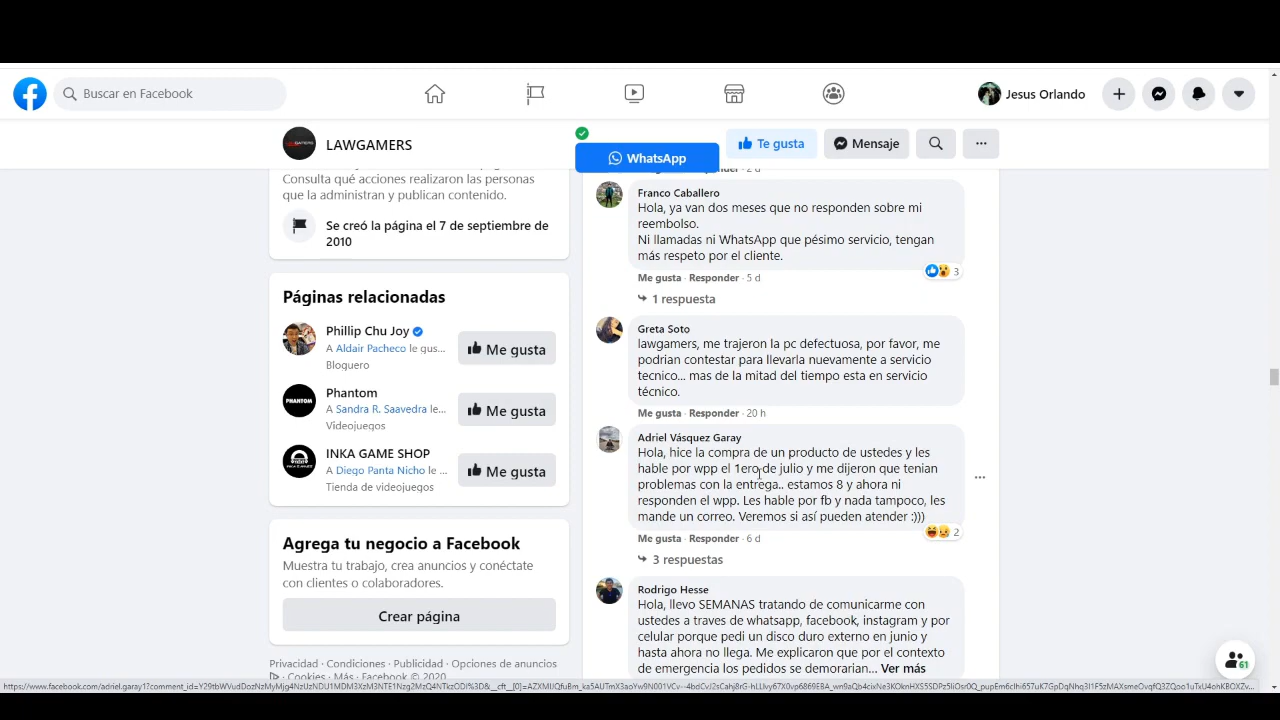 Buscar en Facebook
Jesus Orlando
LAWGAMERS
WhatsApp
Te gusta
Mensaje
Consulta qué acciones realizaron las personas
que la administran y publican contenido.
Se creó la página el 7 de septiembre de
2010
Páginas relacionadas
Phillip Chu Joy
A Aldair Pacheco le gus...
Bloquero
Me gusta
PHANTOM
Phantom
A Sandra R. Saavedra le...
Videojuegos
Me gusta
INKA GAME SHOP
A Diego Panta Nicho le ...
Tienda de videojuegos
Me gusta
Agrega tu negocio a Facebook
Muestra tu trabajo, crea anuncios y conéctate
con clientes o colaboradores.
Crear página
Privacidad · Condiciones · Publicidad · Opciones de anuncios
· Cookies · Más · Facebook © 2020
Franco Caballero
Hola, ya van dos meses que no responden sobre mi
reembolso.
Ni llamadas ni WhatsApp que pésimo servicio, tengan
más respeto por el cliente.
3
Me gusta · Responder · 5 d
1 respuesta
Greta Soto
lawgamers, me trajeron la pc defectuosa, por favor, me
podrian contestar para llevarla nuevamente a servicio
tecnico... mas de la mitad del tiempo esta en servicio
técnico.
Me gusta · Responder · 20 h
Adriel Vásquez Garay
Hola, hice la compra de un producto de ustedes y les
hable por wpp el 1ero de julio y me dijeron que tenian
problemas con la entrega.. estamos 8 y ahora ni
responden el wpp. Les hable por fb y nada tampoco, les
mande un correo. Veremos si así pueden atender :)))
2
Me gusta · Responder · 6 d
3 respuestas
Rodrigo Hesse
Hola, llevo SEMANAS tratando de comunicarme con
ustedes a traves de whatsapp, facebook, instagram y por
celular porque pedi un disco duro externo en junio y
hasta ahora no llega. Me explicaron que por el contexto
de emergencia los pedidos se demorarian... Ver más
61